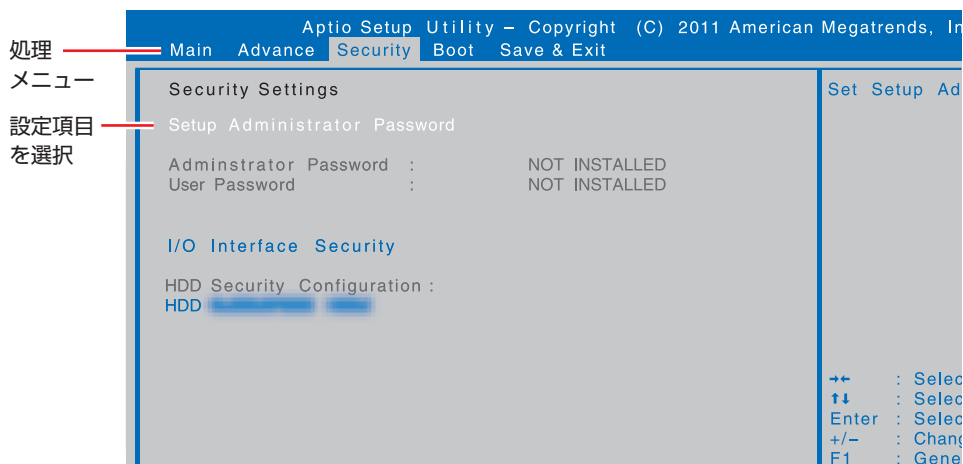 Aptio Setup Utility – Copyright (C) 2011 American Megatrends,
Main Advance Security Boot Save & Exit
処理
メニュー
Security Settings
Set Setup
設定項目
を選択
Setup Administrator Password
Adminstrator Password : NOT INSTALLED
User Password : NOT INSTALLED
I/O Interface Security
HDD Security Configuration :
HDD
→← :
↑↓ :
Enter :
+/– :
F1 :